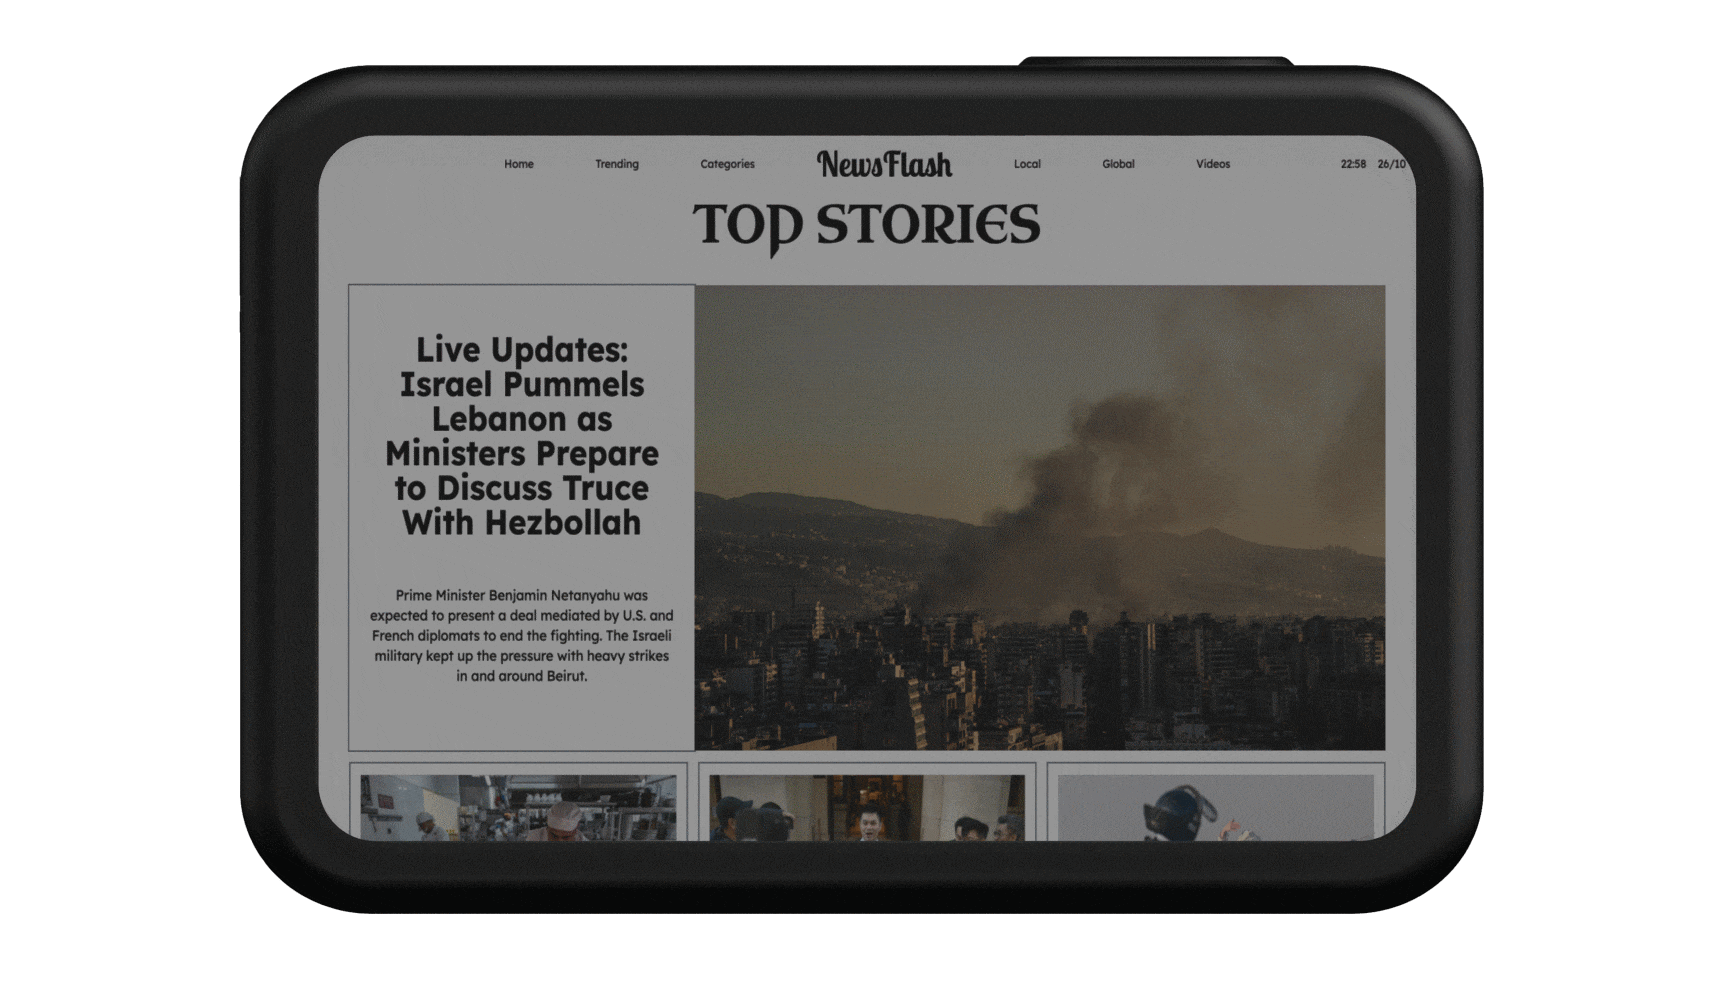 Home Trending Categories NewsFlash Local Global Videos 22:58 26/10
TOP STORIES
Live Updates:
Israel Pummels
Lebanon as
Ministers Prepare
to Discuss Truce
With Hezbollah
Prime Minister Benjamin Netanyahu was
expected to present a deal mediated by U.S. and
French diplomats to end the fighting. The Israeli
military kept up the pressure with heavy strikes
in and around Beirut.